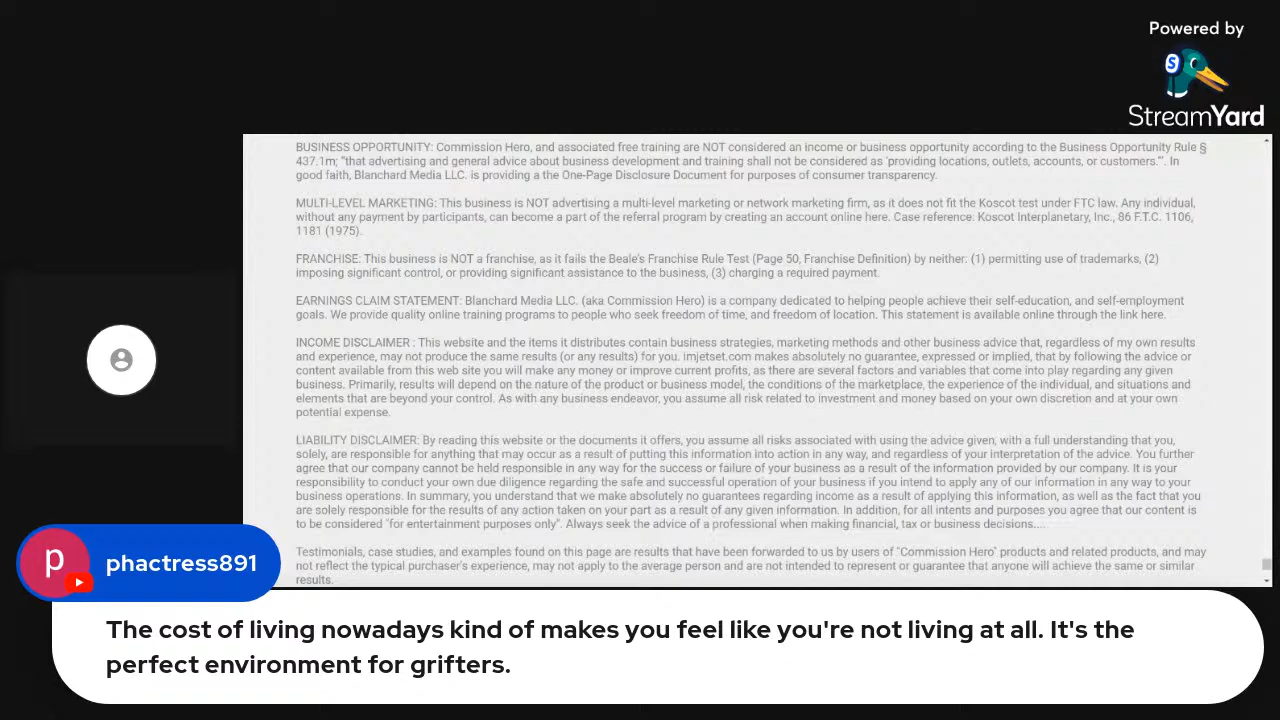 Powered by
S
StreamYard
BUSINESS OPPORTUNITY: Commission Hero, and associated free training are NOT considered an income or business opportunity according to the Business Opportunity Rule §
437.1m; "that advertising and general advice about business development and training shall not be considered as 'providing locations, outlets, accounts, or customers.'". In
good faith, Blanchard Media LLC. is providing a the One-Page Disclosure Document for purposes of consumer transparency.
MULTI-LEVEL MARKETING: This business is NOT advertising a multi-level marketing or network marketing firm, as it does not fit the Koscot test under FTC law. Any individual,
without any payment by participants, can become a part of the referral program by creating an account online here. Case reference: Koscot Interplanetary, Inc., 86 F.T.C. 1106,
1181 (1975).
FRANCHISE: This business is NOT a franchise, as it fails the Beale's Franchise Rule Test (Page 50, Franchise Definition) by neither: (1) permitting use of trademarks, (2)
imposing significant control, or providing significant assistance to the business, (3) charging a required payment.
EARNINGS CLAIM STATEMENT: Blanchard Media LLC. (aka Commission Hero) is a company dedicated to helping people achieve their self-education, and self-employment
goals. We provide quality online training programs to people who seek freedom of time, and freedom of location. This statement is available online through the link here.
INCOME DISCLAIMER : This website and the items it distributes contain business strategies, marketing methods and other business advice that, regardless of my own results
and experience, may not produce the same results (or any results) for you. imjetset.com makes absolutely no guarantee, expressed or implied, that by following the advice or
content available from this web site you will make any money or improve current profits, as there are several factors and variables that come into play regarding any given
business. Primarily, results will depend on the nature of the product or business model, the conditions of the marketplace, the experience of the individual, and situations and
elements that are beyond your control. As with any business endeavor, you assume all risk related to investment and money based on your own discretion and at your own
potential expense.
LIABILITY DISCLAIMER: By reading this website or the documents it offers, you assume all risks associated with using the advice given, with a full understanding that you,
solely, are responsible for anything that may occur as a result of putting this information into action in any way, and regardless of your interpretation of the advice. You further
agree that our company cannot be held responsible in any way for the success or failure of your business as a result of the information provided by our company. It is your
responsibility to conduct your own due diligence regarding the safe and successful operation of your business if you intend to apply any of our information in any way to your
business operations. In summary, you understand that we make absolutely no guarantees regarding income as a result of applying this information, as well as the fact that you
are solely responsible for the results of any action taken on your part as a result of any given information. In addition, for all intents and purposes you agree that our content is
to be considered "for entertainment purposes only". Always seek the advice of a professional when making financial, tax or business decisions....
Testimonials, case studies, and examples found on this page are results that have been forwarded to us by users of "Commission Hero" products and related products, and may
not reflect the typical purchaser's experience, may not apply to the average person and are not intended to represent or guarantee that anyone will achieve the same or similar
results.
p
phactress891
The cost of living nowadays kind of makes you feel like you're not living at all. It's the
perfect environment for grifters.